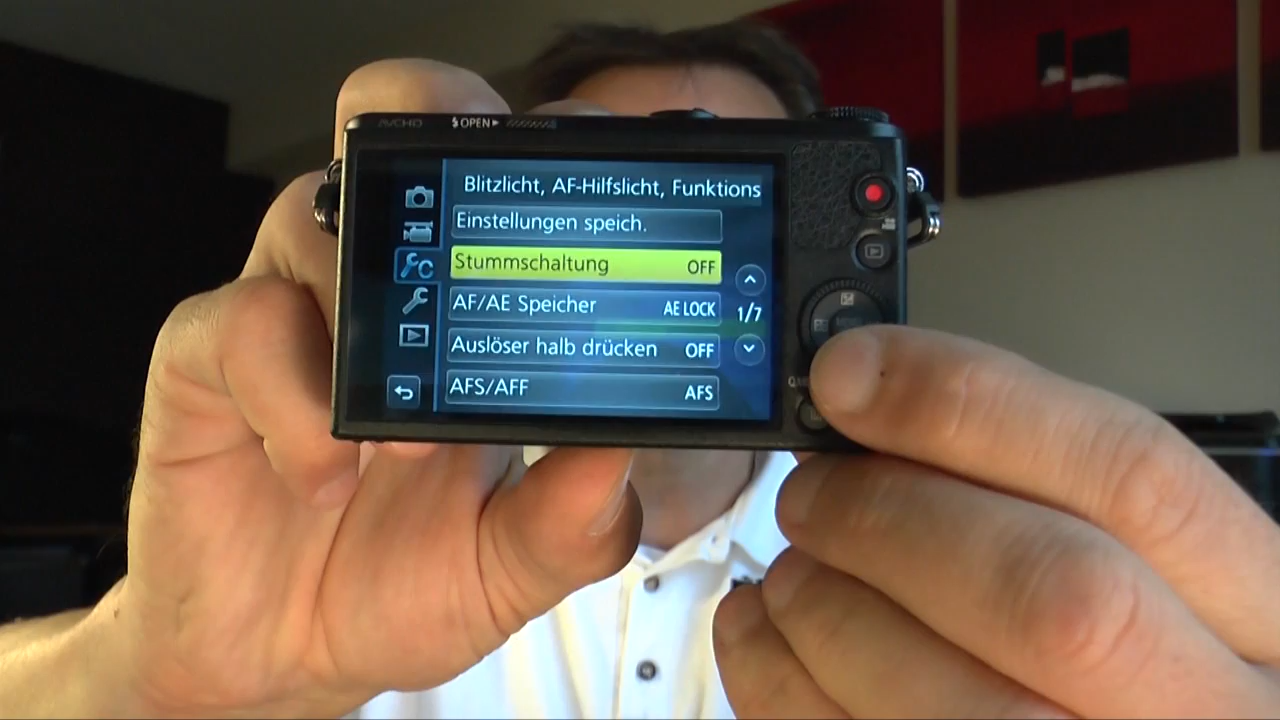 AVCHD
OPEN
Blitzlicht, AF-Hilfslicht, Funktions
Einstellungen speich.
Stummschaltung OFF
AF/AE Speicher AE LOCK
1/7
Auslöser halb drücken OFF
AFS/AFF AFS
C